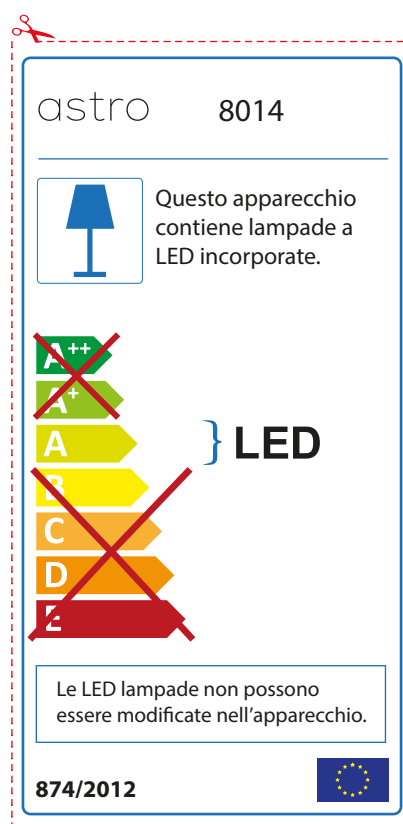 astro 8014
Questo apparecchio
contiene lampade a
LED incorporate.
A++
A+
A
LED
B
C
D
E
Le LED lampade non possono
essere modificate nell’apparecchio.
874/2012